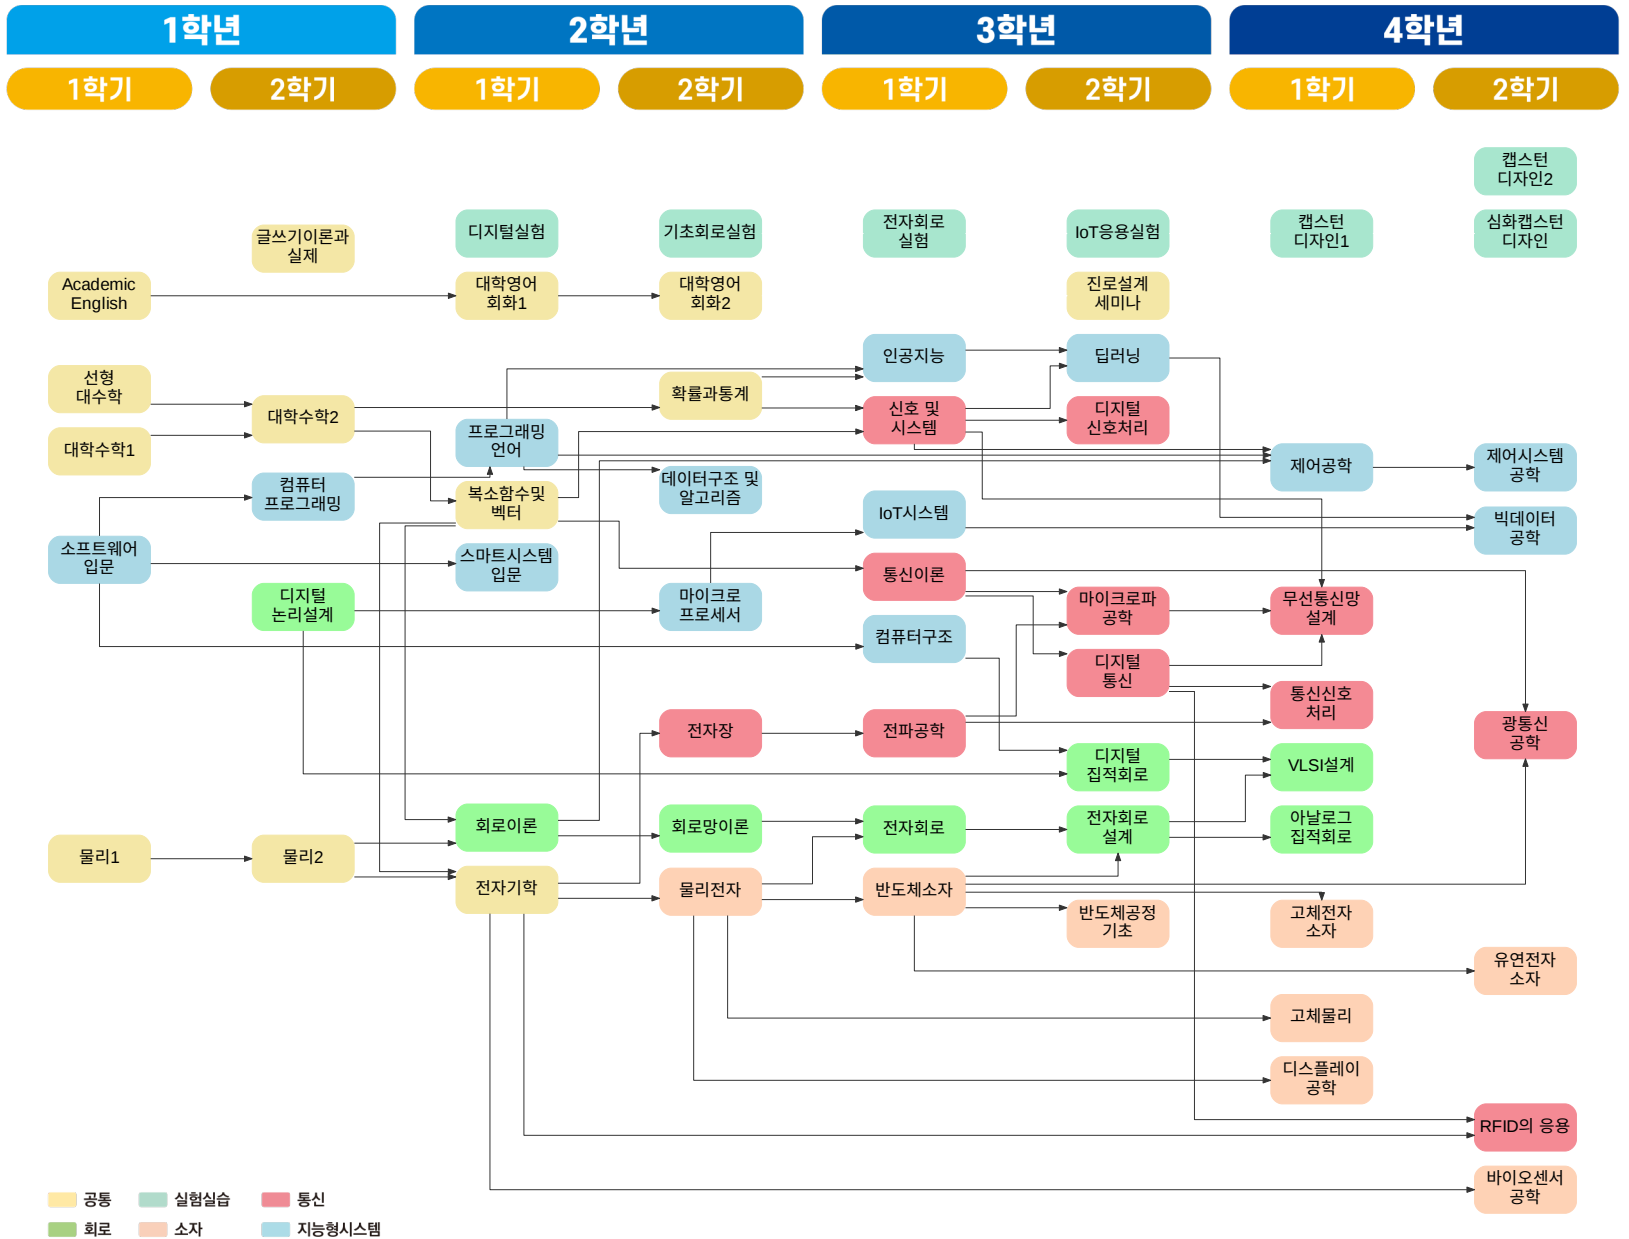 1학년
2학년
3학년
4학년
1학기
2학기
1학기
2학기
1학기
2학기
1학기
2학기
Academic
English
선형
대수학
대학수학1
소프트웨어
입문
물리1
글쓰기이론과
실제
대학수학2
컴퓨터
프로그래밍
디지털
논리설계
물리2
디지털실험
대학영어
회화1
프로그래밍
언어
복소함수및
벡터
스마트시스템
입문
회로이론
전자기학
기초회로실험
대학영어
회화2
확률과통계
데이터구조 및
알고리즘
마이크로
프로세서
전자장
회로망이론
물리전자
전자회로
실험
인공지능
신호 및
시스템
IoT시스템
통신이론
컴퓨터구조
전파공학
전자회로
반도체소자
IoT응용실험
진로설계
세미나
딥러닝
디지털
신호처리
마이크로파
공학
디지털
통신
디지털
집적회로
전자회로
설계
반도체공정
기초
캡스턴
디자인1
제어공학
무선통신망
설계
통신신호
처리
VLSI설계
아날로그
집적회로
고체전자
소자
고체물리
디스플레이
공학
캡스턴
디자인2
심화캡스턴
디자인
제어시스템
공학
빅데이터
공학
광통신
공학
유연전자
소자
RFID의 응용
바이오센서
공학
공통
실험실습
통신
회로
소자
지능형시스템